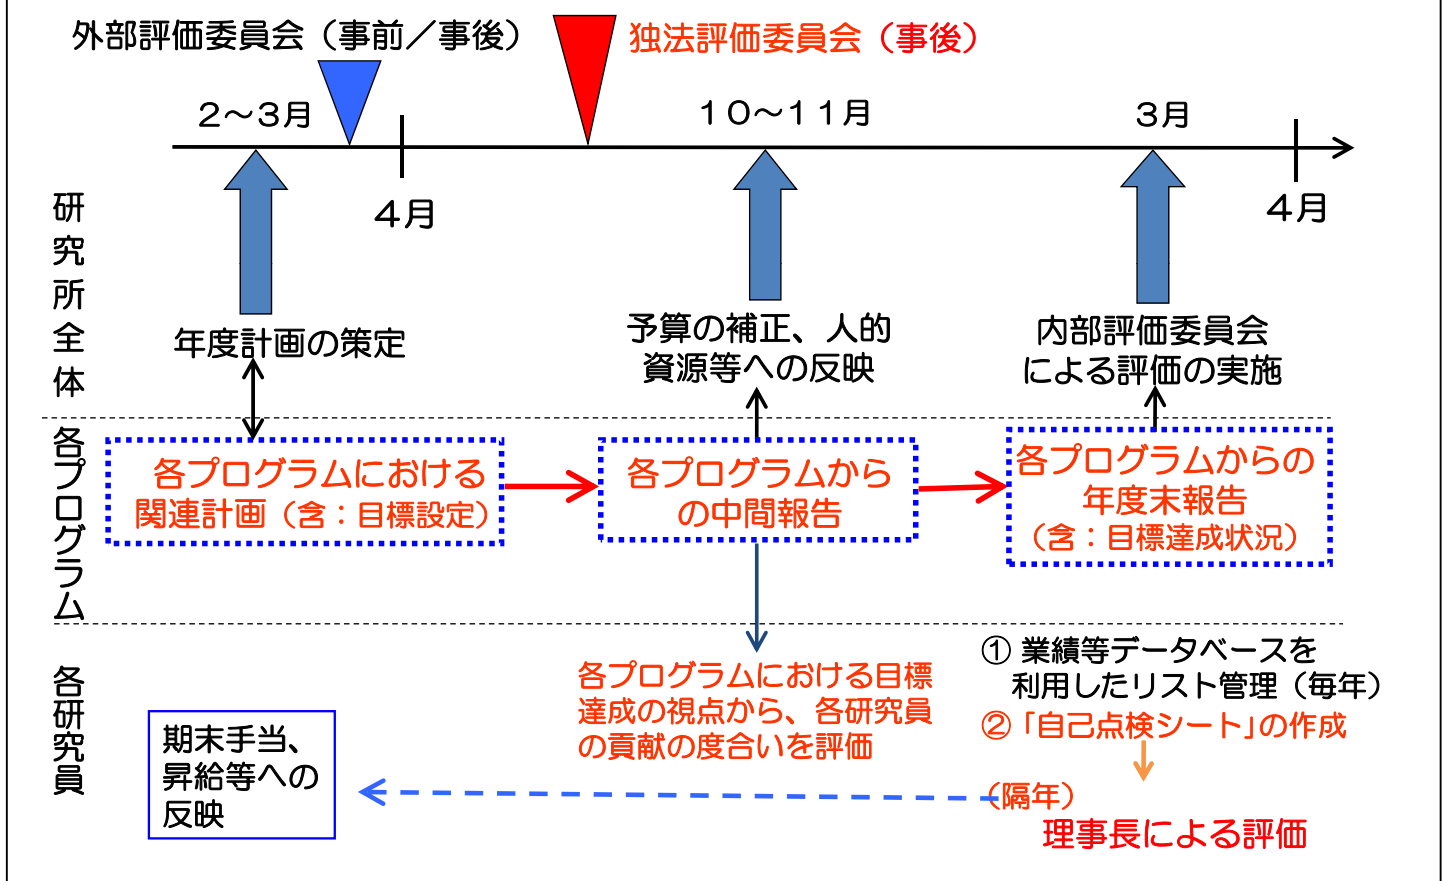 外部評価委員会（事前／事後）
独法評価委員会（事後）
２～３月
１０～１１月
３月
４月
４月
研究所全体
年度計画の策定
予算の補正、人的
資源等への反映
内部評価委員会
による評価の実施
各プログラム
各プログラムにおける
関連計画（含：目標設定）
各プログラムから
の中間報告
各プログラムからの
年度末報告
（含：目標達成状況）
各研究員
各プログラムにおける目標
達成の視点から、各研究員
の貢献の度合いを評価
① 業績等データベースを
利用したリスト管理（毎年）
②「自己点検シート」の作成
（隔年）
理事長による評価
期末手当、
昇給等への
反映